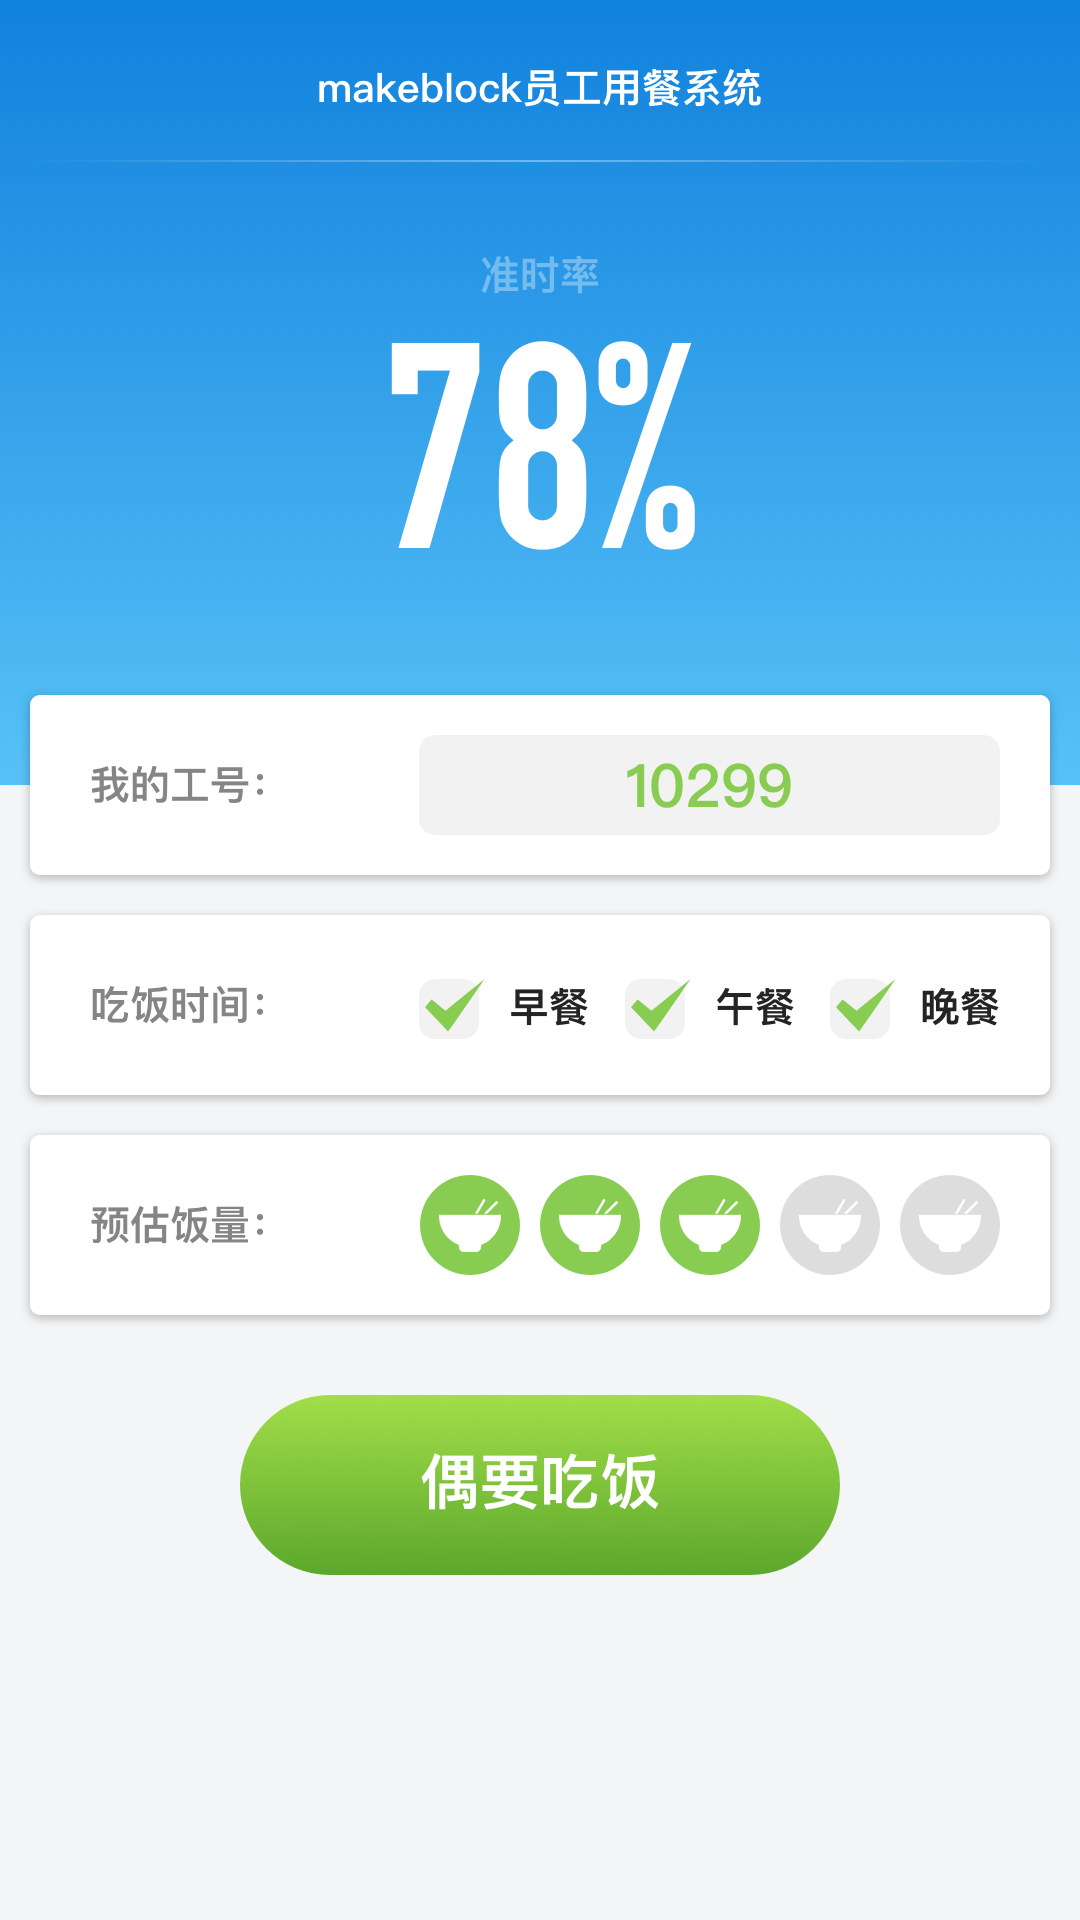 makeblock员工用餐系统
准时率
78%
我的工号：
10299
吃饭时间：
早餐
午餐
晚餐
预估饭量：
偶要吃饭